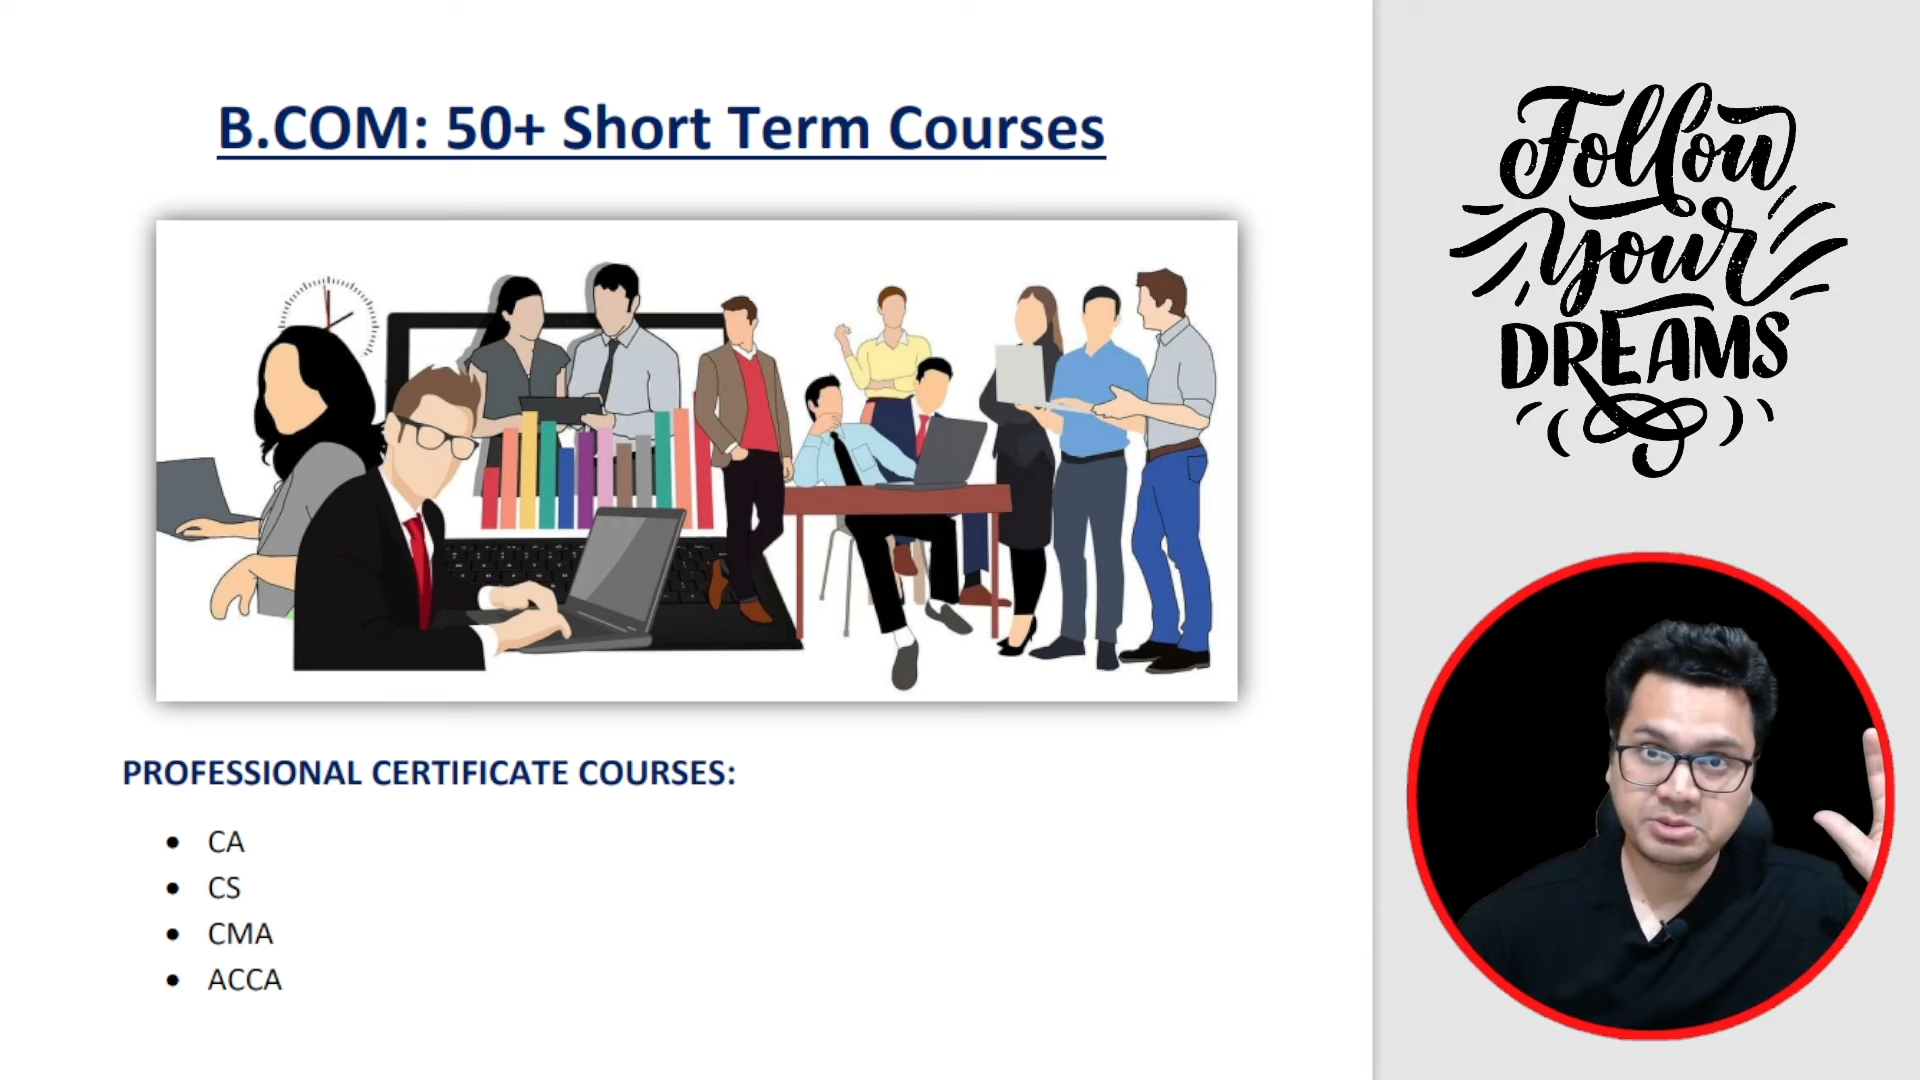 B.COM: 50+ Short Term Courses
PROFESSIONAL CERTIFICATE COURSES:
• CA
• CS
• CMA
• ACCA
Follow
Your
DREAMS